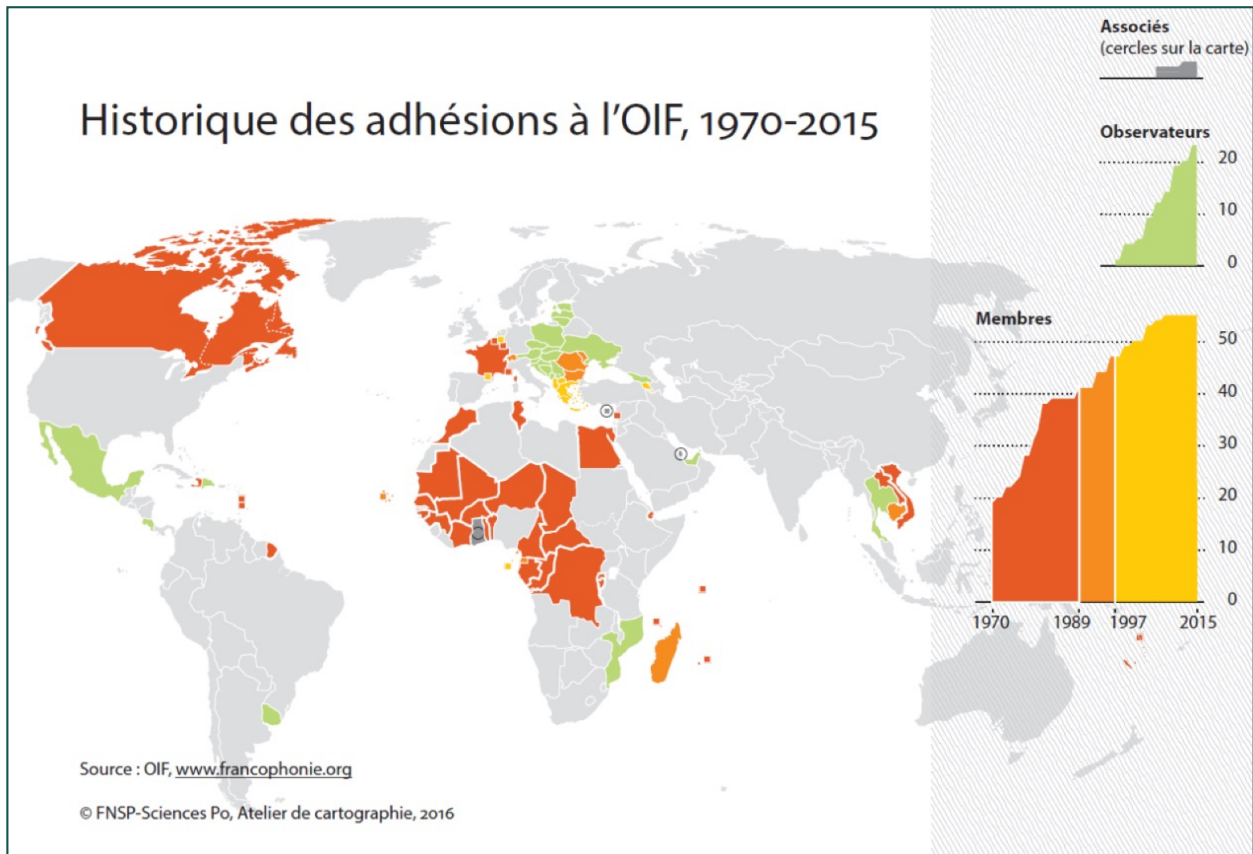 Historique des adhésions à l'OIF, 1970-2015
Associés
(cercles sur la carte)
Observateurs
20
10
0
Membres
50
40
30
20
10
0
1970
1989
1997
2015
Source : OIF, www.francophonie.org
© FNSP-Sciences Po, Atelier de cartographie, 2016